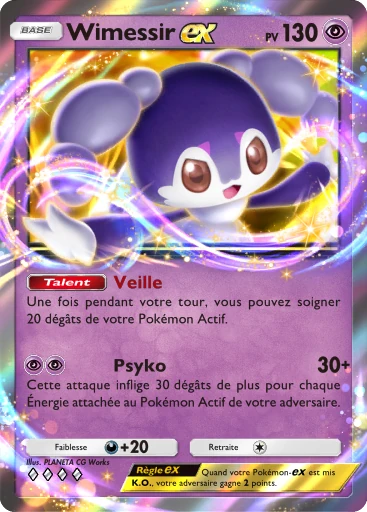 BASE Wimessir ex PV 130
Talent Veille
Une fois pendant votre tour, vous pouvez soigner
20 dégâts de votre Pokémon Actif.
Psyko 30+
Cette attaque inflige 30 dégâts de plus pour chaque
Énergie attachée au Pokémon Actif de votre adversaire.
Faiblesse +20 Retraite
Illus. PLANETA CG Works
Règle ex Quand votre Pokémon-ex est mis
K.O., votre adversaire gagne 2 points.